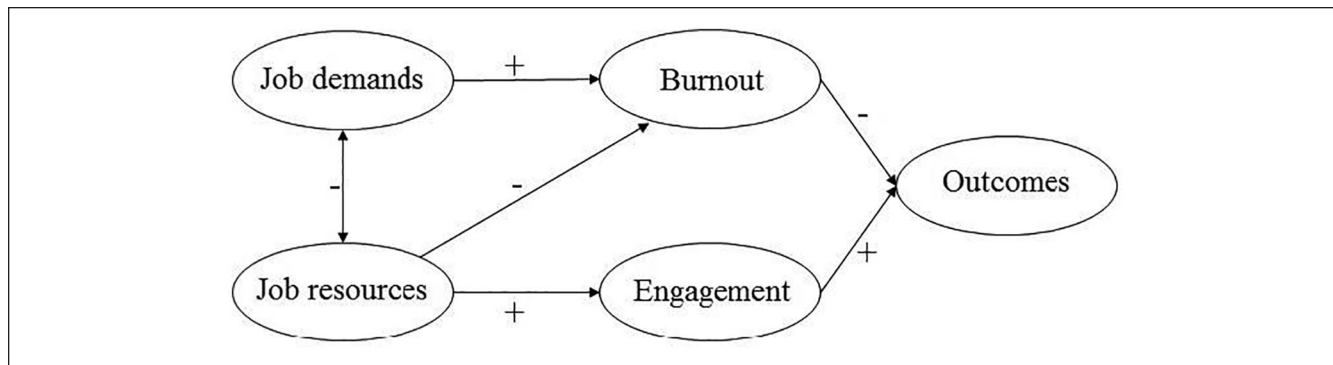 Job demands
+
Burnout
-
-
-
Outcomes
Job resources
+
Engagement
+